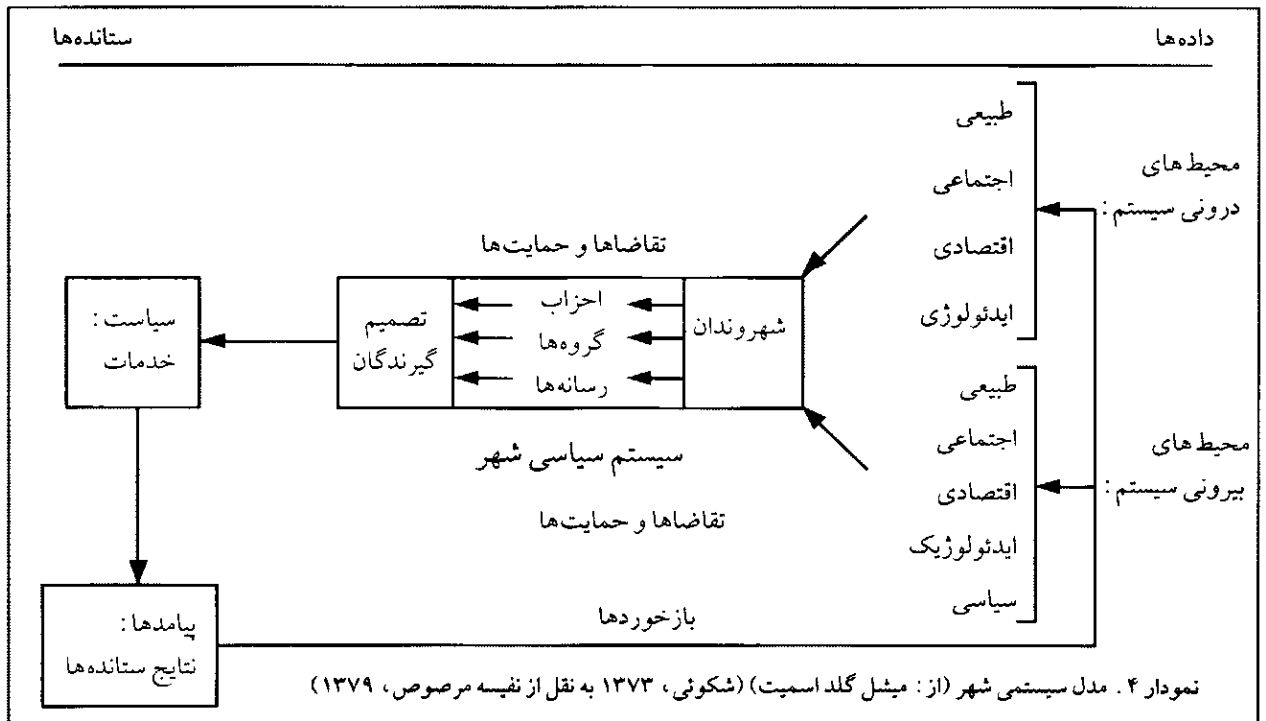 داده‌ها
ستانده‌ها
محیط‌های
درونی سیستم :
طبیعی
اجتماعی
اقتصادی
ایدئولوژی
محیط‌های
بیرونی سیستم :
طبیعی
اجتماعی
اقتصادی
ایدئولوژیک
سیاسی
تقاضاها و حمایت‌ها
شهروندان
احزاب
گروه‌ها
رسانه‌ها
تصمیم
گیرندگان
سیستم سیاسی شهر
تقاضاها و حمایت‌ها
سیاست :
خدمات
پیامدها :
نتایج ستانده‌ها
بازخوردها
نمودار ۴ . مدل سیستمی شهر (از : میشل گلد اسمیت) (شکوئی، ۱۳۷۳ به نقل از نفیسه مرصوص، ۱۳۷۹)